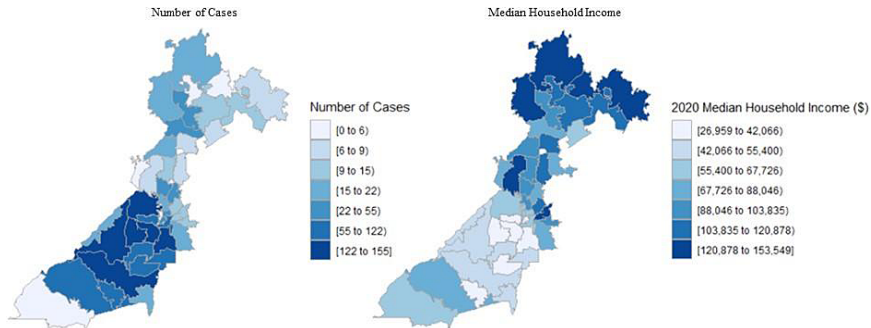 Number of Cases
Median Household Income
Number of Cases
[0 to 6)
[6 to 9)
[9 to 15)
[15 to 22)
[22 to 55)
[55 to 122)
[122 to 155]
2020 Median Household Income ($)
[26,959 to 42,066)
[42,066 to 55,400)
[55,400 to 67,726)
[67,726 to 88,046)
[88,046 to 103,835)
[103,835 to 120,878)
[120,878 to 153,549]